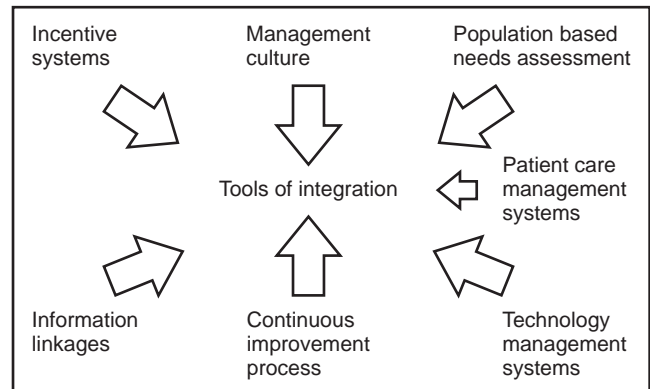 Incentive
systems
Management
culture
Population based
needs assessment
Tools of integration
Patient care
management
systems
Information
linkages
Continuous
improvement
process
Technology
management
systems